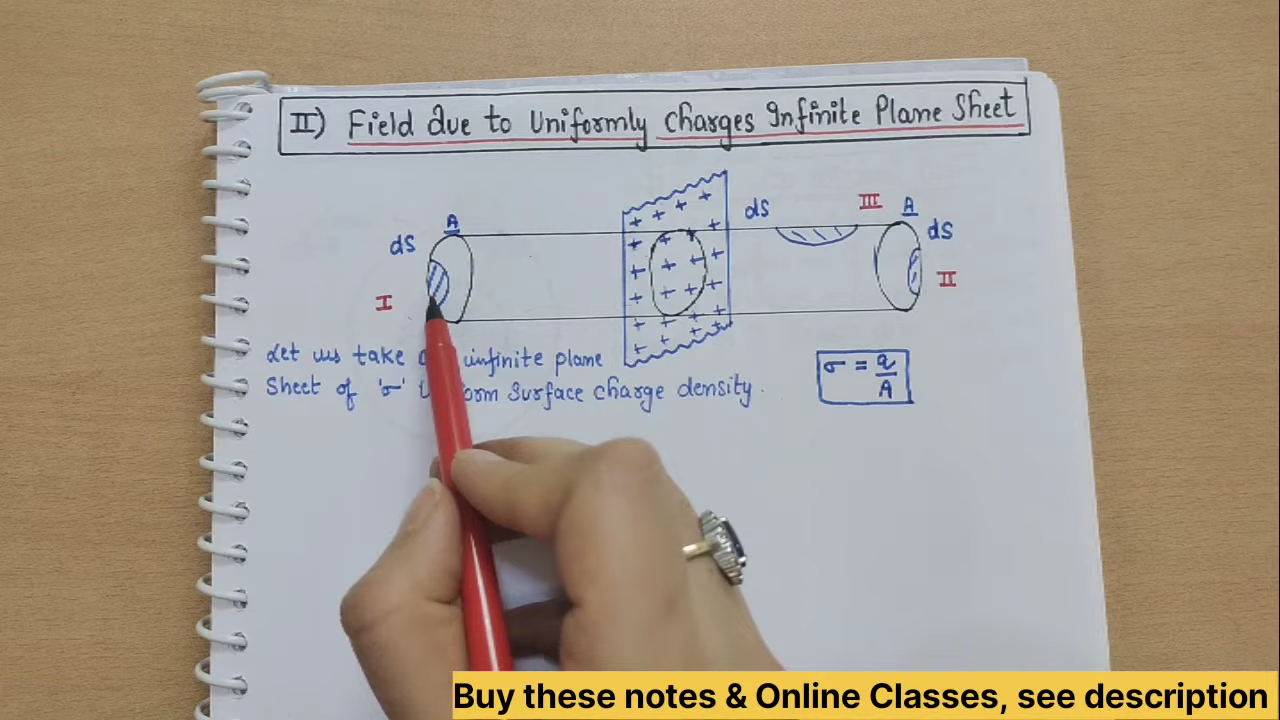 II) Field due to Uniformly Charges Infinite Plane Sheet
dS A dS III A dS
I II
Let us take infinite plane
Sheet of 'σ' Surface charge density.
σ = q/A
Buy these notes & Online Classes, see description